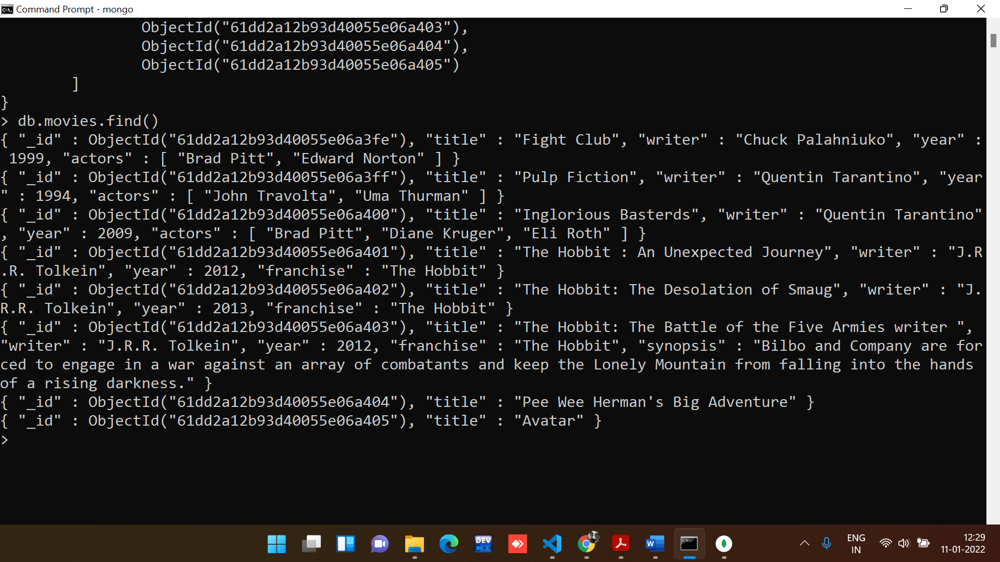 Command Prompt - mongo
ObjectId("61dd2a12b93d40055e06a403"),
ObjectId("61dd2a12b93d40055e06a404"),
ObjectId("61dd2a12b93d40055e06a405")
]
}
> db.movies.find()
{ "_id" : ObjectId("61dd2a12b93d40055e06a3fe"), "title" : "Fight Club", "writer" : "Chuck Palahniuko", "year" :
1999, "actors" : [ "Brad Pitt", "Edward Norton" ] }
{ "_id" : ObjectId("61dd2a12b93d40055e06a3ff"), "title" : "Pulp Fiction", "writer" : "Quentin Tarantino", "year
" : 1994, "actors" : [ "John Travolta", "Uma Thurman" ] }
{ "_id" : ObjectId("61dd2a12b93d40055e06a400"), "title" : "Inglorious Basterds", "writer" : "Quentin Tarantino"
, "year" : 2009, "actors" : [ "Brad Pitt", "Diane Kruger", "Eli Roth" ] }
{ "_id" : ObjectId("61dd2a12b93d40055e06a401"), "title" : "The Hobbit : An Unexpected Journey", "writer" : "J.R
.R. Tolkein", "year" : 2012, "franchise" : "The Hobbit" }
{ "_id" : ObjectId("61dd2a12b93d40055e06a402"), "title" : "The Hobbit: The Desolation of Smaug", "writer" : "J.
R.R. Tolkein", "year" : 2013, "franchise" : "The Hobbit" }
{ "_id" : ObjectId("61dd2a12b93d40055e06a403"), "title" : "The Hobbit: The Battle of the Five Armies writer ",
"writer" : "J.R.R. Tolkein", "year" : 2012, "franchise" : "The Hobbit", "synopsis" : "Bilbo and Company are for
ced to engage in a war against an array of combatants and keep the Lonely Mountain from falling into the hands
of a rising darkness." }
{ "_id" : ObjectId("61dd2a12b93d40055e06a404"), "title" : "Pee Wee Herman's Big Adventure" }
{ "_id" : ObjectId("61dd2a12b93d40055e06a405"), "title" : "Avatar" }
>
DEV
C++
W
ENG
IN
12:29
11-01-2022